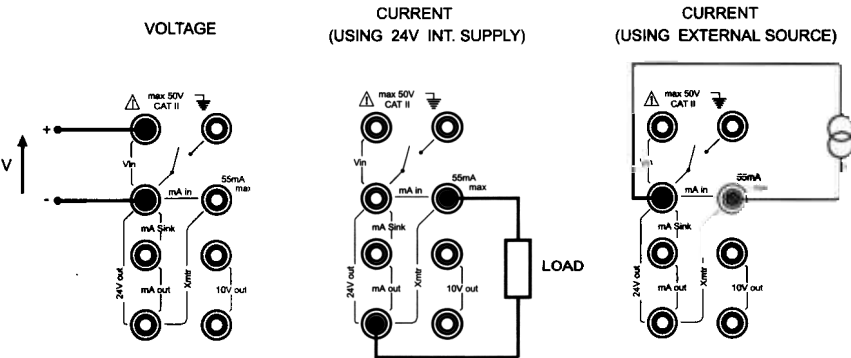 VOLTAGE
max 50V
CAT II
+
V
-
Vin
55mA
max
mA in
mA Sink
24V out
mA out
Xmtr
10V out
CURRENT
(USING 24V INT. SUPPLY)
max 50V
CAT II
Vin
55mA
max
mA in
mA Sink
24V out
mA out
Xmtr
10V out
LOAD
CURRENT
(USING EXTERNAL SOURCE)
max 50V
CAT II
Vin
55mA
max
mA in
mA Sink
24V out
mA out
Xmtr
10V out